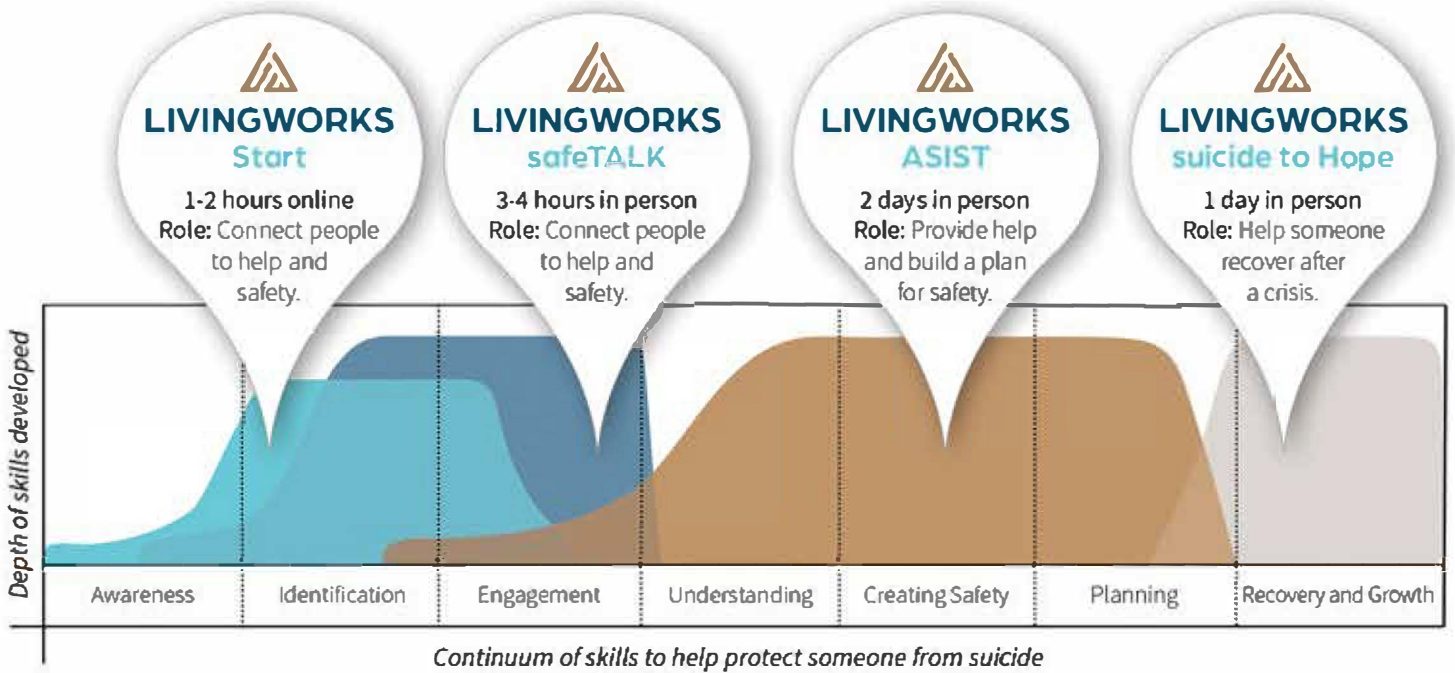 LIVINGWORKS
Start
1-2 hours online
Role: Connect people
to help and
safety.
LIVINGWORKS
safeTALK
3-4 hours in person
Role: Connect people
to help and
safety.
LIVINGWORKS
ASIST
2 days in person
Role: Provide help
and build a plan
for safety.
LIVINGWORKS
suicide to Hope
1 day in person
Role: Help someone
recover after
a crisis.
Depth of skills developed
Awareness
Identification
Engagement
Understanding
Creating Safety
Planning
Recovery and Growth
Continuum of skills to help protect someone from suicide